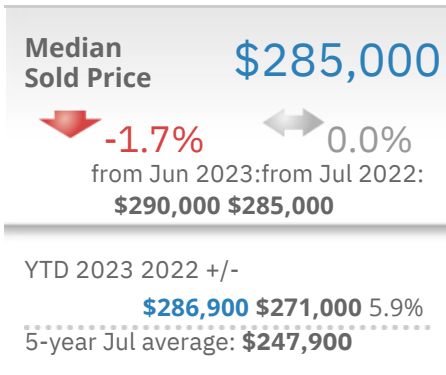 Median
Sold Price
$285,000
-1.7%
0.0%
from Jun 2023:from Jul 2022:
$290,000 $285,000
YTD 2023 2022 +/-
$286,900 $271,000 5.9%
5-year Jul average: $247,900